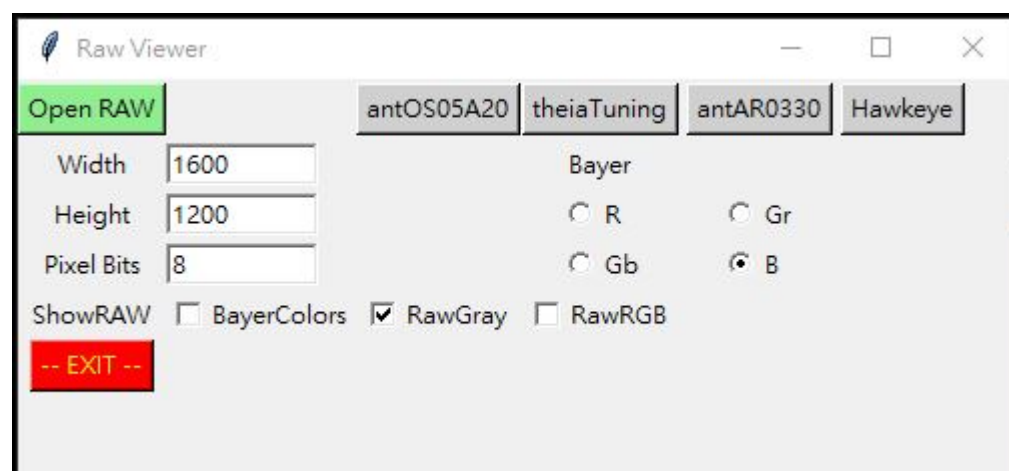 Raw Viewer
Open RAW antOS05A20 theiaTuning antAR0330 Hawkeye
Width 1600 Bayer
Height 1200 R Gr
Pixel Bits 8 Gb B
ShowRAW BayerColors RawGray RawRGB
-- EXIT --